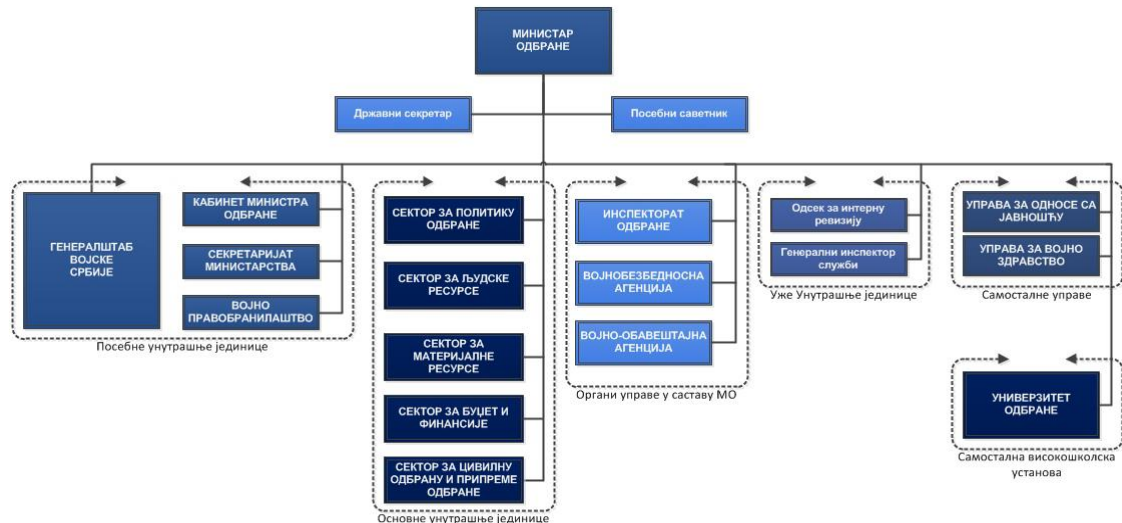 МИНИСТАР
ОДБРАНЕ
Државни секретар
Посебни саветник
ГЕНЕРАЛШТАБ
ВОЈСКЕ
СРБИЈЕ
КАБИНЕТ МИНИСТРА
ОДБРАНЕ
СЕКРЕТАРИЈАТ
МИНИСТАРСТВА
ВОЈНО
ПРАВОБРАНИЛАШТВО
Посебне унутрашње јединице
СЕКТОР ЗА ПОЛИТИКУ
ОДБРАНЕ
СЕКТОР ЗА ЉУДСКЕ
РЕСУРСЕ
СЕКТОР ЗА
МАТЕРИЈАЛНЕ
РЕСУРСЕ
СЕКТОР ЗА БУЏЕТ И
ФИНАНСИЈЕ
СЕКТОР ЗА ЦИВИЛНУ
ОДБРАНУ И ПРИПРЕМЕ
ОДБРАНЕ
Основне унутрашње јединице
ИНСПЕКТОРАТ
ОДБРАНЕ
ВОЈНОБЕЗБЕДНОСНА
АГЕНЦИЈА
ВОЈНО-ОБАВЕШТАЈНА
АГЕНЦИЈА
Органи управе у саставу МО
Одсек за интерну
ревизију
Генерални инспектор
служби
Уже Унутрашње јединице
УПРАВА ЗА ОДНОСЕ СА
ЈАВНОШЋУ
УПРАВА ЗА ВОЈНО
ЗДРАВСТВО
Самосталне управе
УНИВЕРЗИТЕТ
ОДБРАНЕ
Самостална високошколска
установа